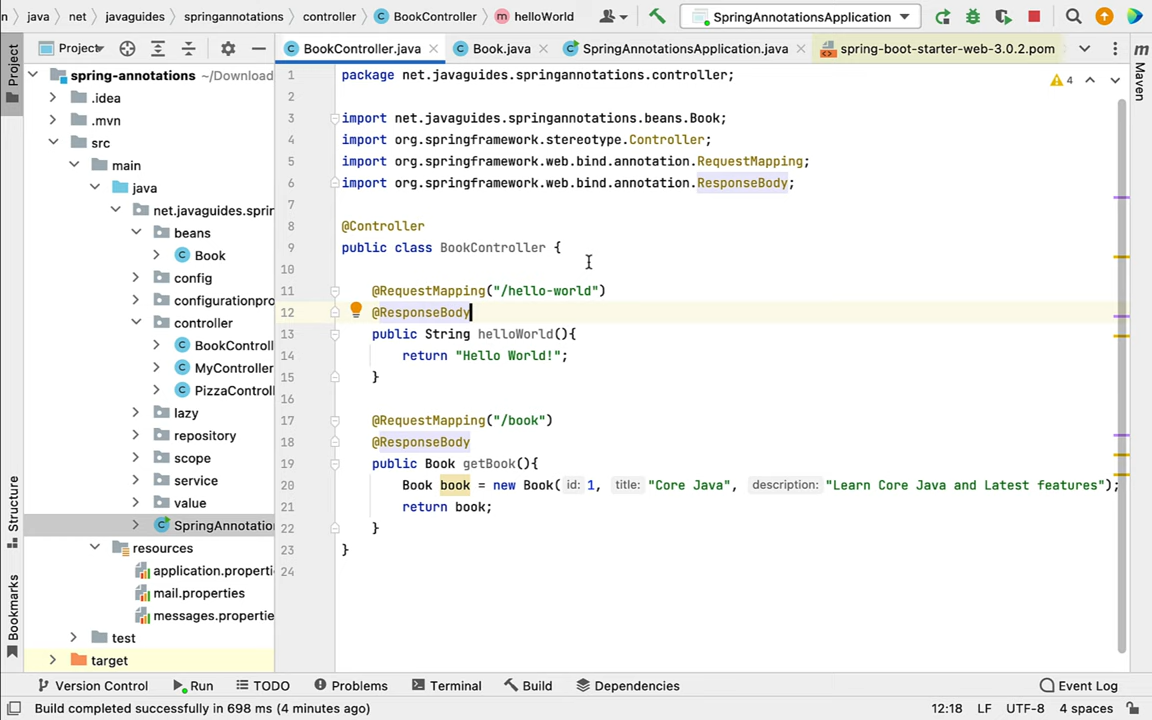 n
java
net
javaguides
springannotations
controller
BookController
helloWorld
SpringAnnotationsApplication
Project
BookController.java
Book.java
SpringAnnotationsApplication.java
spring-boot-starter-web-3.0.2.pom
Project
Structure
Bookmarks
Maven
spring-annotations ~/Download
.idea
.mvn
src
main
java
net.javaguides.sprir
beans
Book
config
configurationpro
controller
BookControll
MyController
PizzaControl
lazy
repository
scope
service
value
SpringAnnotatio
resources
application.properti
mail.properties
messages.propertie
test
target
4
1 package net.javaguides.springannotations.controller;
2
3 import net.javaguides.springannotations.beans.Book;
4 import org.springframework.stereotype.Controller;
5 import org.springframework.web.bind.annotation.RequestMapping;
6 import org.springframework.web.bind.annotation.ResponseBody;
7
8 @Controller
9 public class BookController {
10
11 @RequestMapping("/hello-world")
12 @ResponseBody
13 public String helloWorld(){
14 return "Hello World!";
15 }
16
17 @RequestMapping("/book")
18 @ResponseBody
19 public Book getBook(){
20 Book book = new Book( id: 1, title: "Core Java", description: "Learn Core Java and Latest features");
21 return book;
22 }
23 }
24
Version Control Run TODO Problems Terminal Build Dependencies Event Log
Build completed successfully in 698 ms (4 minutes ago) 12:18 LF UTF-8 4 spaces